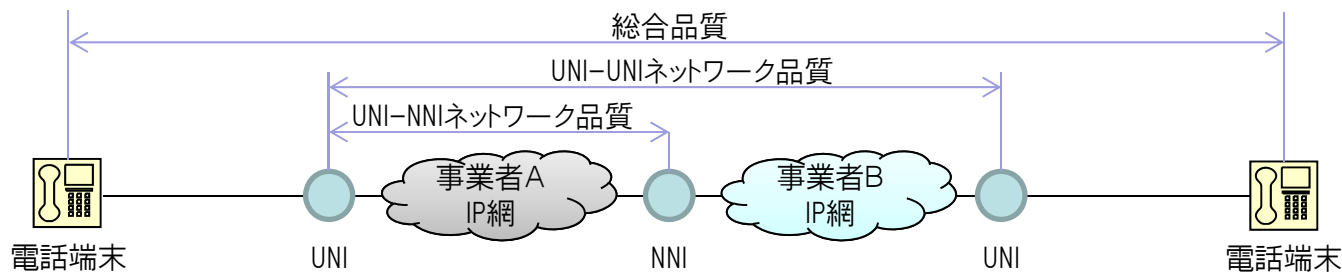 総合品質
UNI-UNIネットワーク品質
UNI-NNIネットワーク品質
事業者A
IP網
事業者B
IP網
電話端末
UNI
NNI
UNI
電話端末